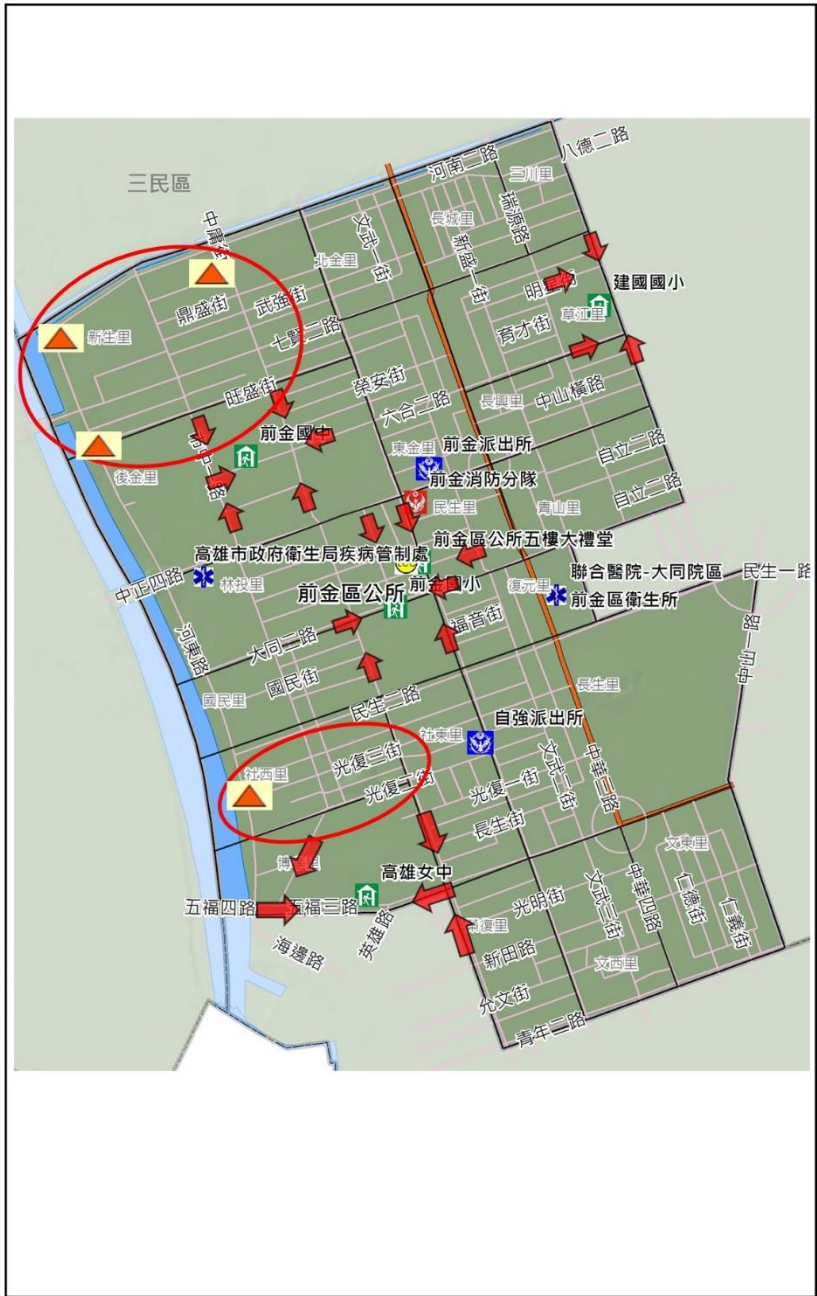 三民區
河南二路
八德二路
三川里
中庸街
文武一街
長城里
瑞源路
北金里
新盛一街
鼎盛街
武強街
建國國小
新生里
七賢二路
草江里
育才街
旺盛街
榮安街
中山橫路
六合二路
長興里
前金國中
東金里
前金派出所
自立二路
後金里
前金消防分隊
自立二路
民生里
青山里
高雄市政府衛生局疾病管制處
前金區公所五樓大禮堂
中正四路
林投里
前金區公所
前金國小
復元里
聯合醫院-大同院區
民生一路
前金區衛生所
河東路
大同二路
福音街
中山一路
國民街
國民里
民生二路
長生里
社東里
自強派出所
社西里
光復三街
光復二街
光復一街
文武二街
中華三路
長生街
文東里
高雄女中
五福四路
五福三路
光明街
文武三街
中華四路
仁德街
仁義街
海邊路
英雄路
新田路
文西里
允文街
青年二路